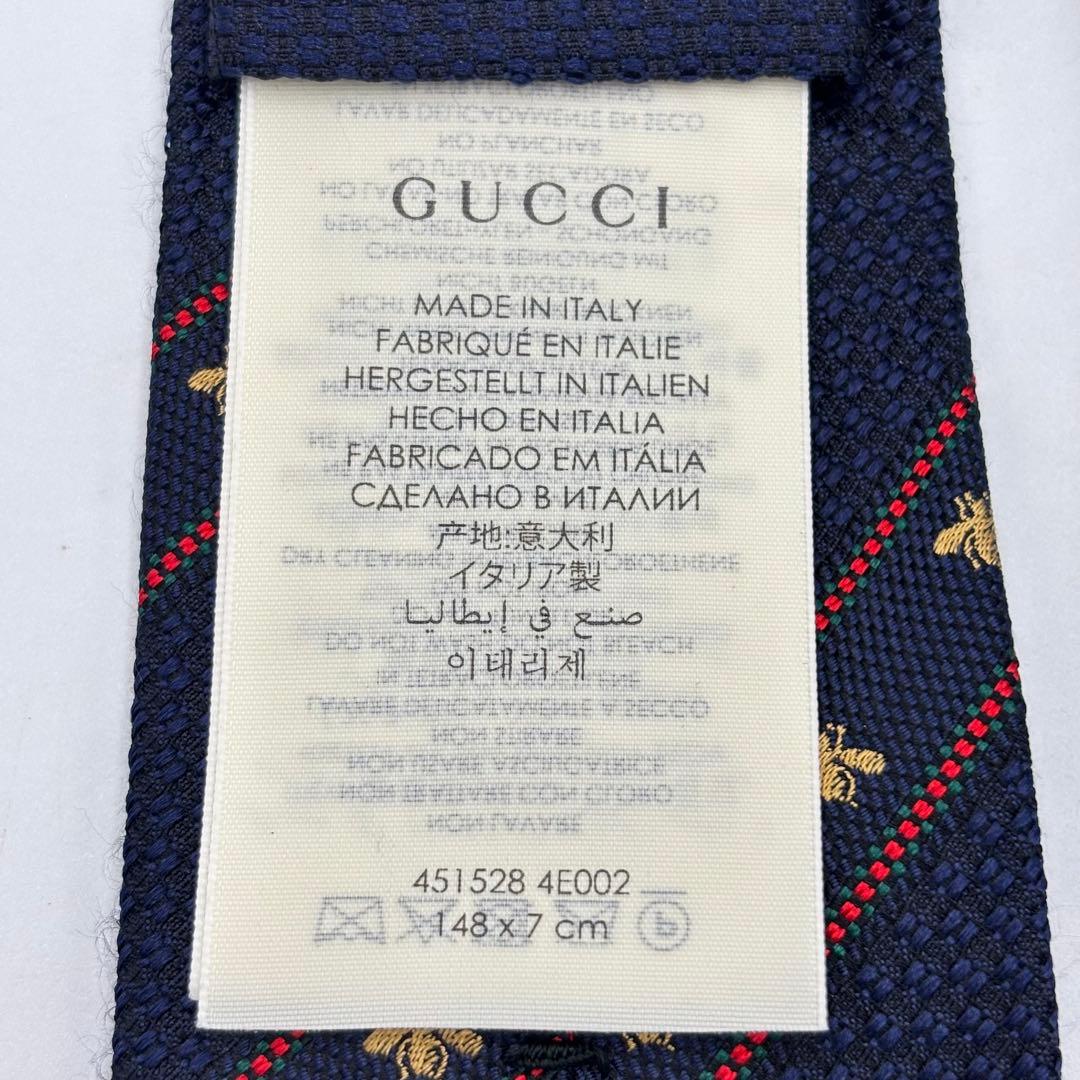 GUCCI
MADE IN ITALY
FABRIQUÉ EN ITALIE
HERGESTELLT IN ITALIEN
HECHO EN ITALIA
FABRICADO EM ITÁLIA
СДЕЛАНО В ИТАЛИИ
产地:意大利
イタリア製
صنع في إيطاليا
이태리제
451528 4E002
148 x 7 cm